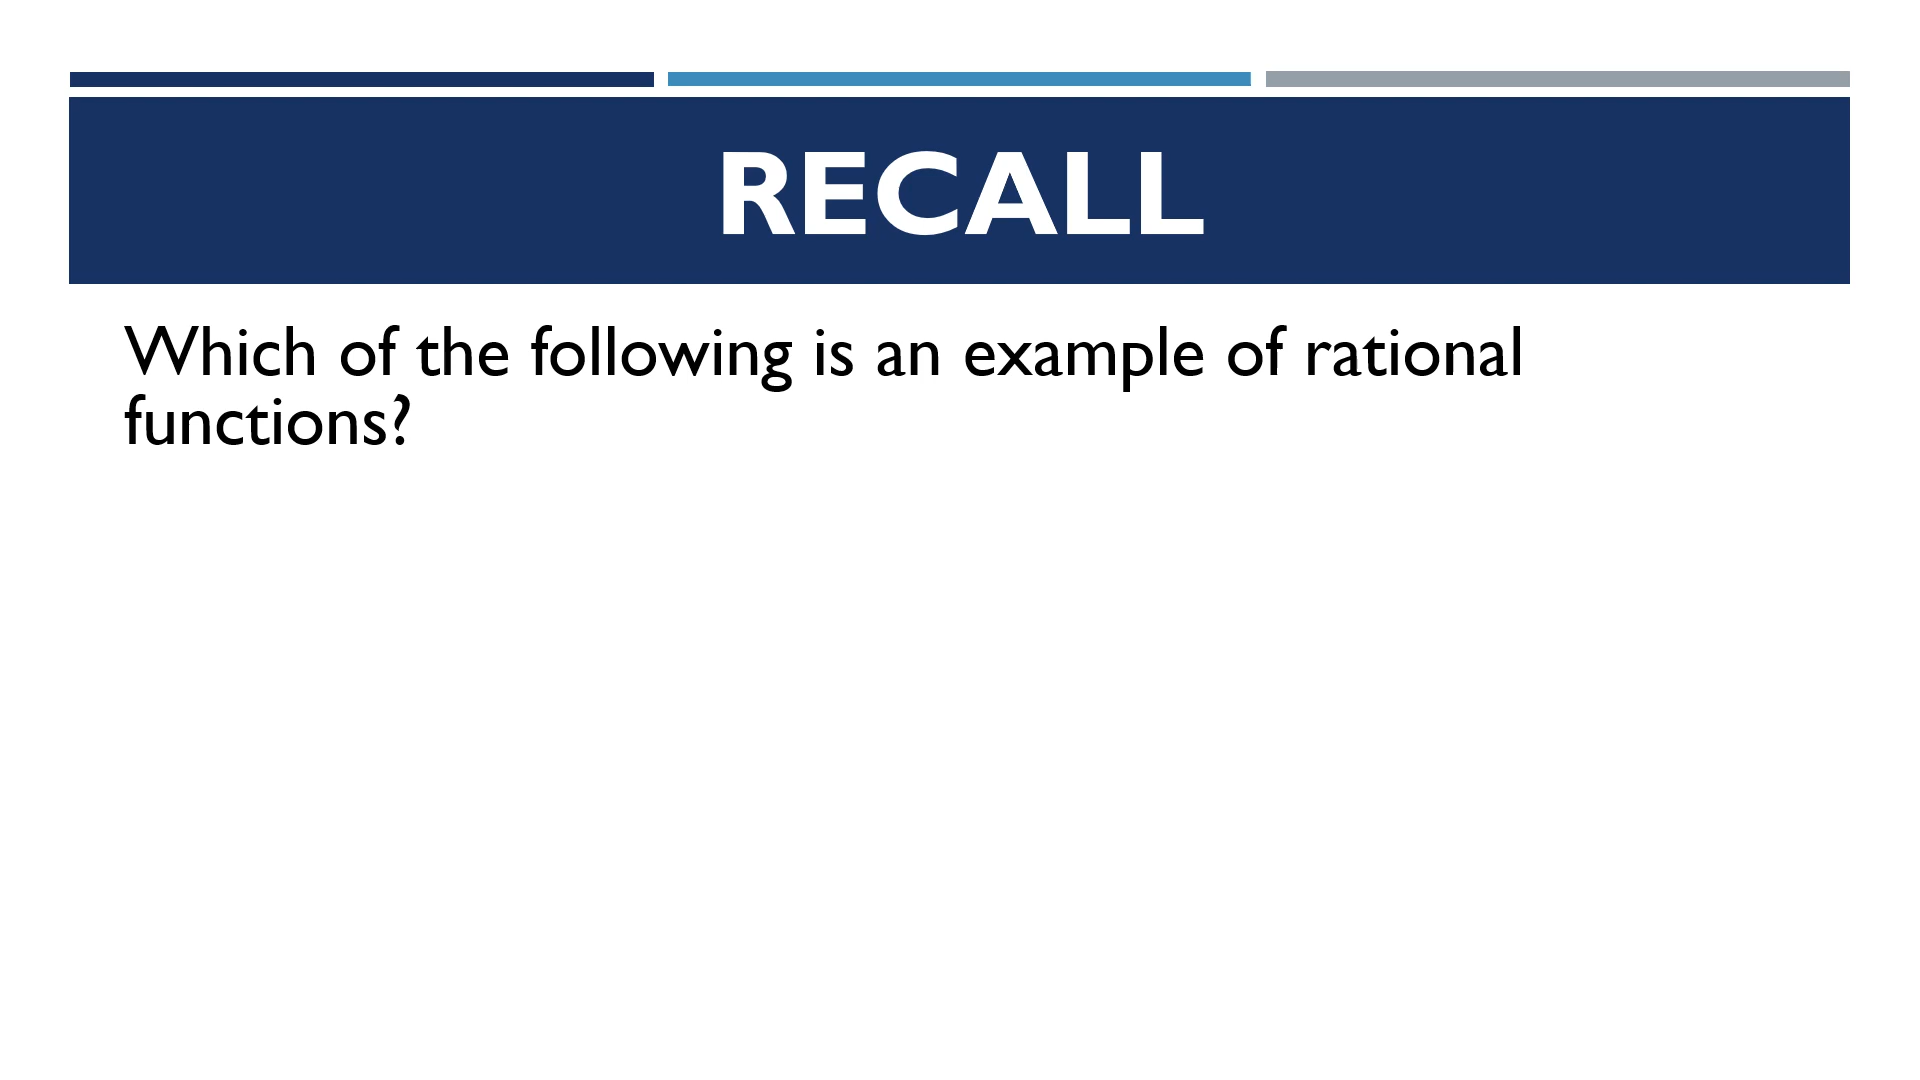 RECALL
Which of the following is an example of rational
functions?